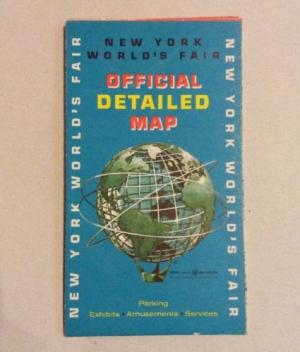 NEW YORK
WORLD'S FAIR
OFFICIAL
DETAILED
MAP
NEW YORK WORLD'S FAIR
NEW YORK WORLD'S FAIR
Parking
Exhibits • Amusements • Services